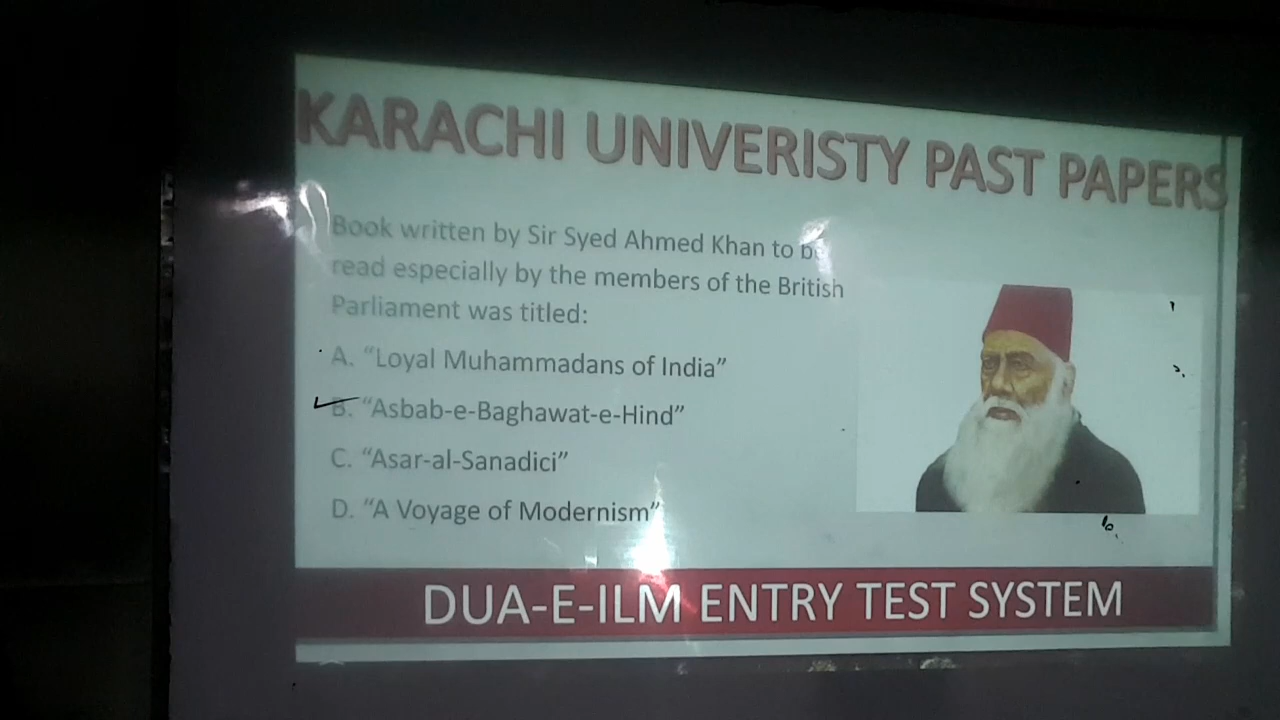 KARACHI UNIVERISTY PAST PAPERS
Book written by Sir Syed Ahmed Khan to be
read especially by the members of the British
Parliament was titled:
A. “Loyal Muhammadans of India”
B. “Asbab-e-Baghawat-e-Hind”
C. “Asar-al-Sanadici”
D. “A Voyage of Modernism”
DUA-E-ILM ENTRY TEST SYSTEM